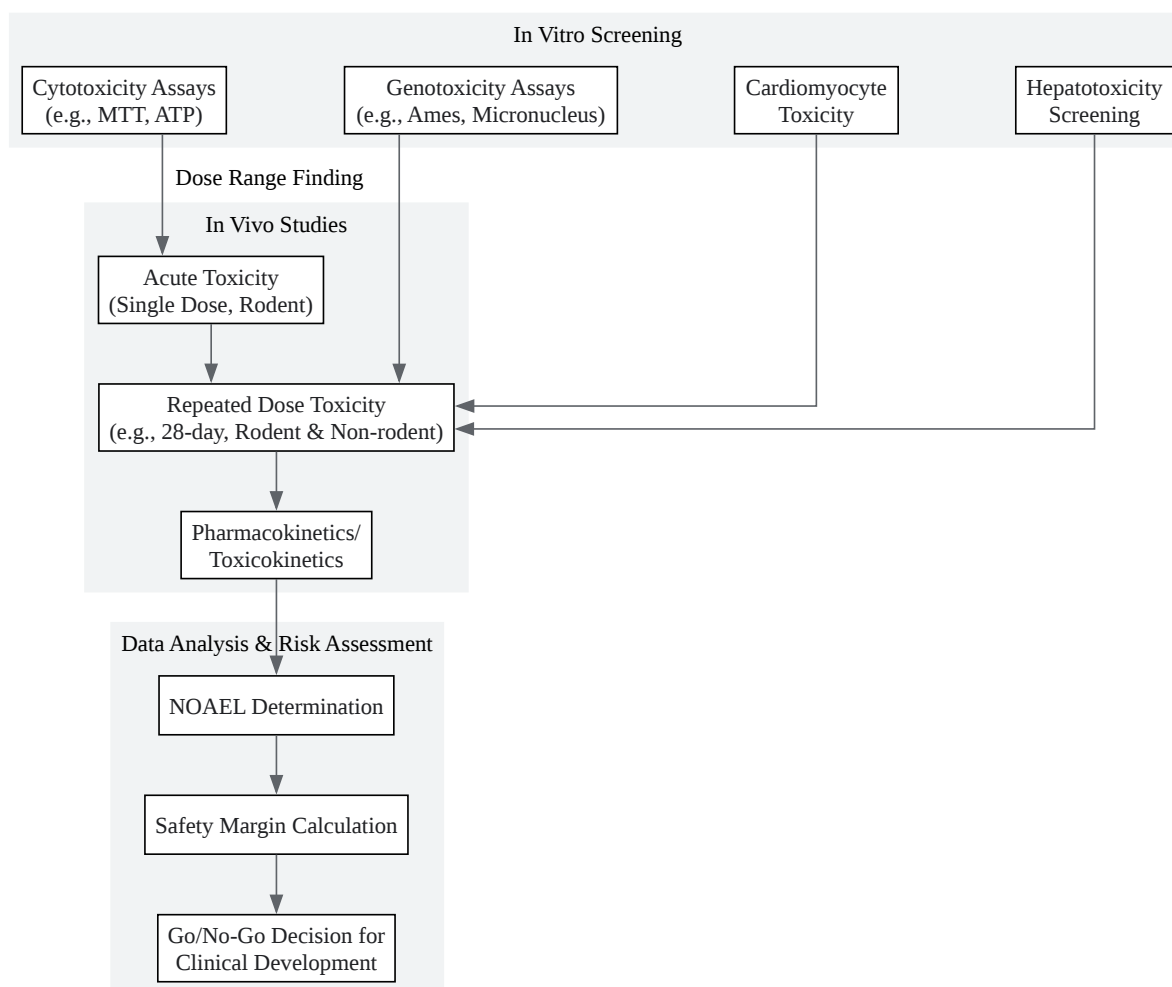 In Vitro Screening
Cytotoxicity Assays
(e.g., MTT, ATP)
Genotoxicity Assays
(e.g., Ames, Micronucleus)
Cardiomyocyte
Toxicity
Hepatotoxicity
Screening
Dose Range Finding
In Vivo Studies
Acute Toxicity
(Single Dose, Rodent)
Repeated Dose Toxicity
(e.g., 28-day, Rodent & Non-rodent)
Pharmacokinetics/
Toxicokinetics
Data Analysis & Risk Assessment
NOAEL Determination
Safety Margin Calculation
Go/No-Go Decision for
Clinical Development